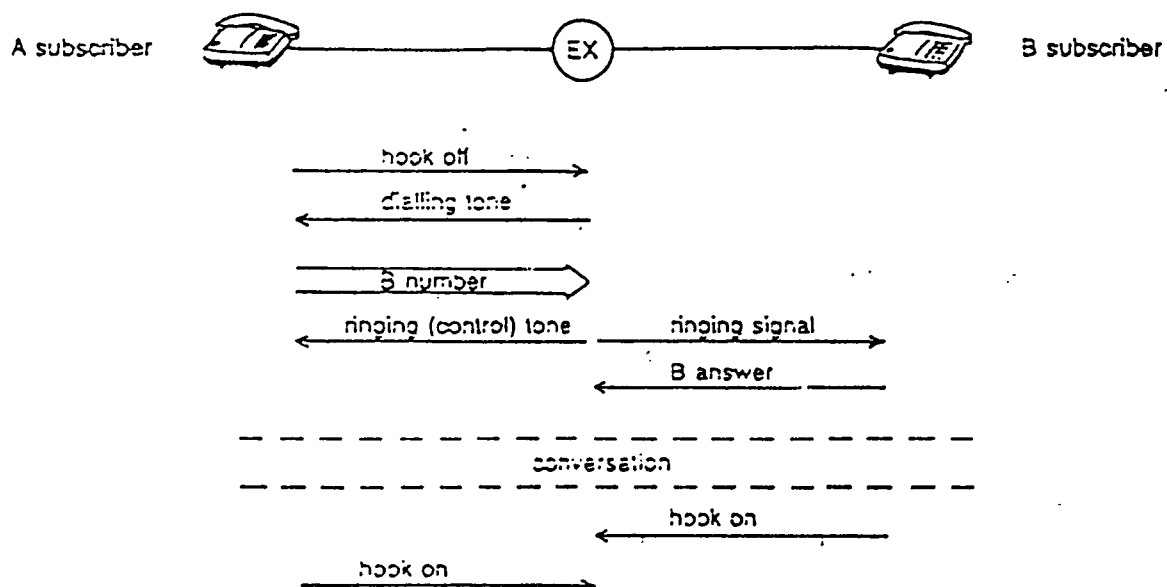 A subscriber EX B subscriber
hook off
dialling tone
B number
ringing (control) tone ringing signal
B answer
conversation
hook on
hook on